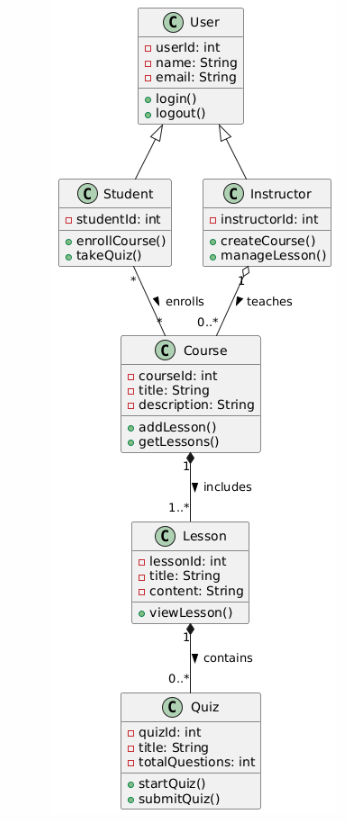 C User
userId: int
name: String
email: String
login()
logout()
C Student
studentId: int
enrollCourse()
takeQuiz()
C Instructor
instructorId: int
createCourse()
manageLesson()
* enrolls *
1 teaches 0..*
C Course
courseId: int
title: String
description: String
addLesson()
getLessons()
1
includes
1..*
C Lesson
lessonId: int
title: String
content: String
viewLesson()
1
contains
0..*
C Quiz
quizId: int
title: String
totalQuestions: int
startQuiz()
submitQuiz()